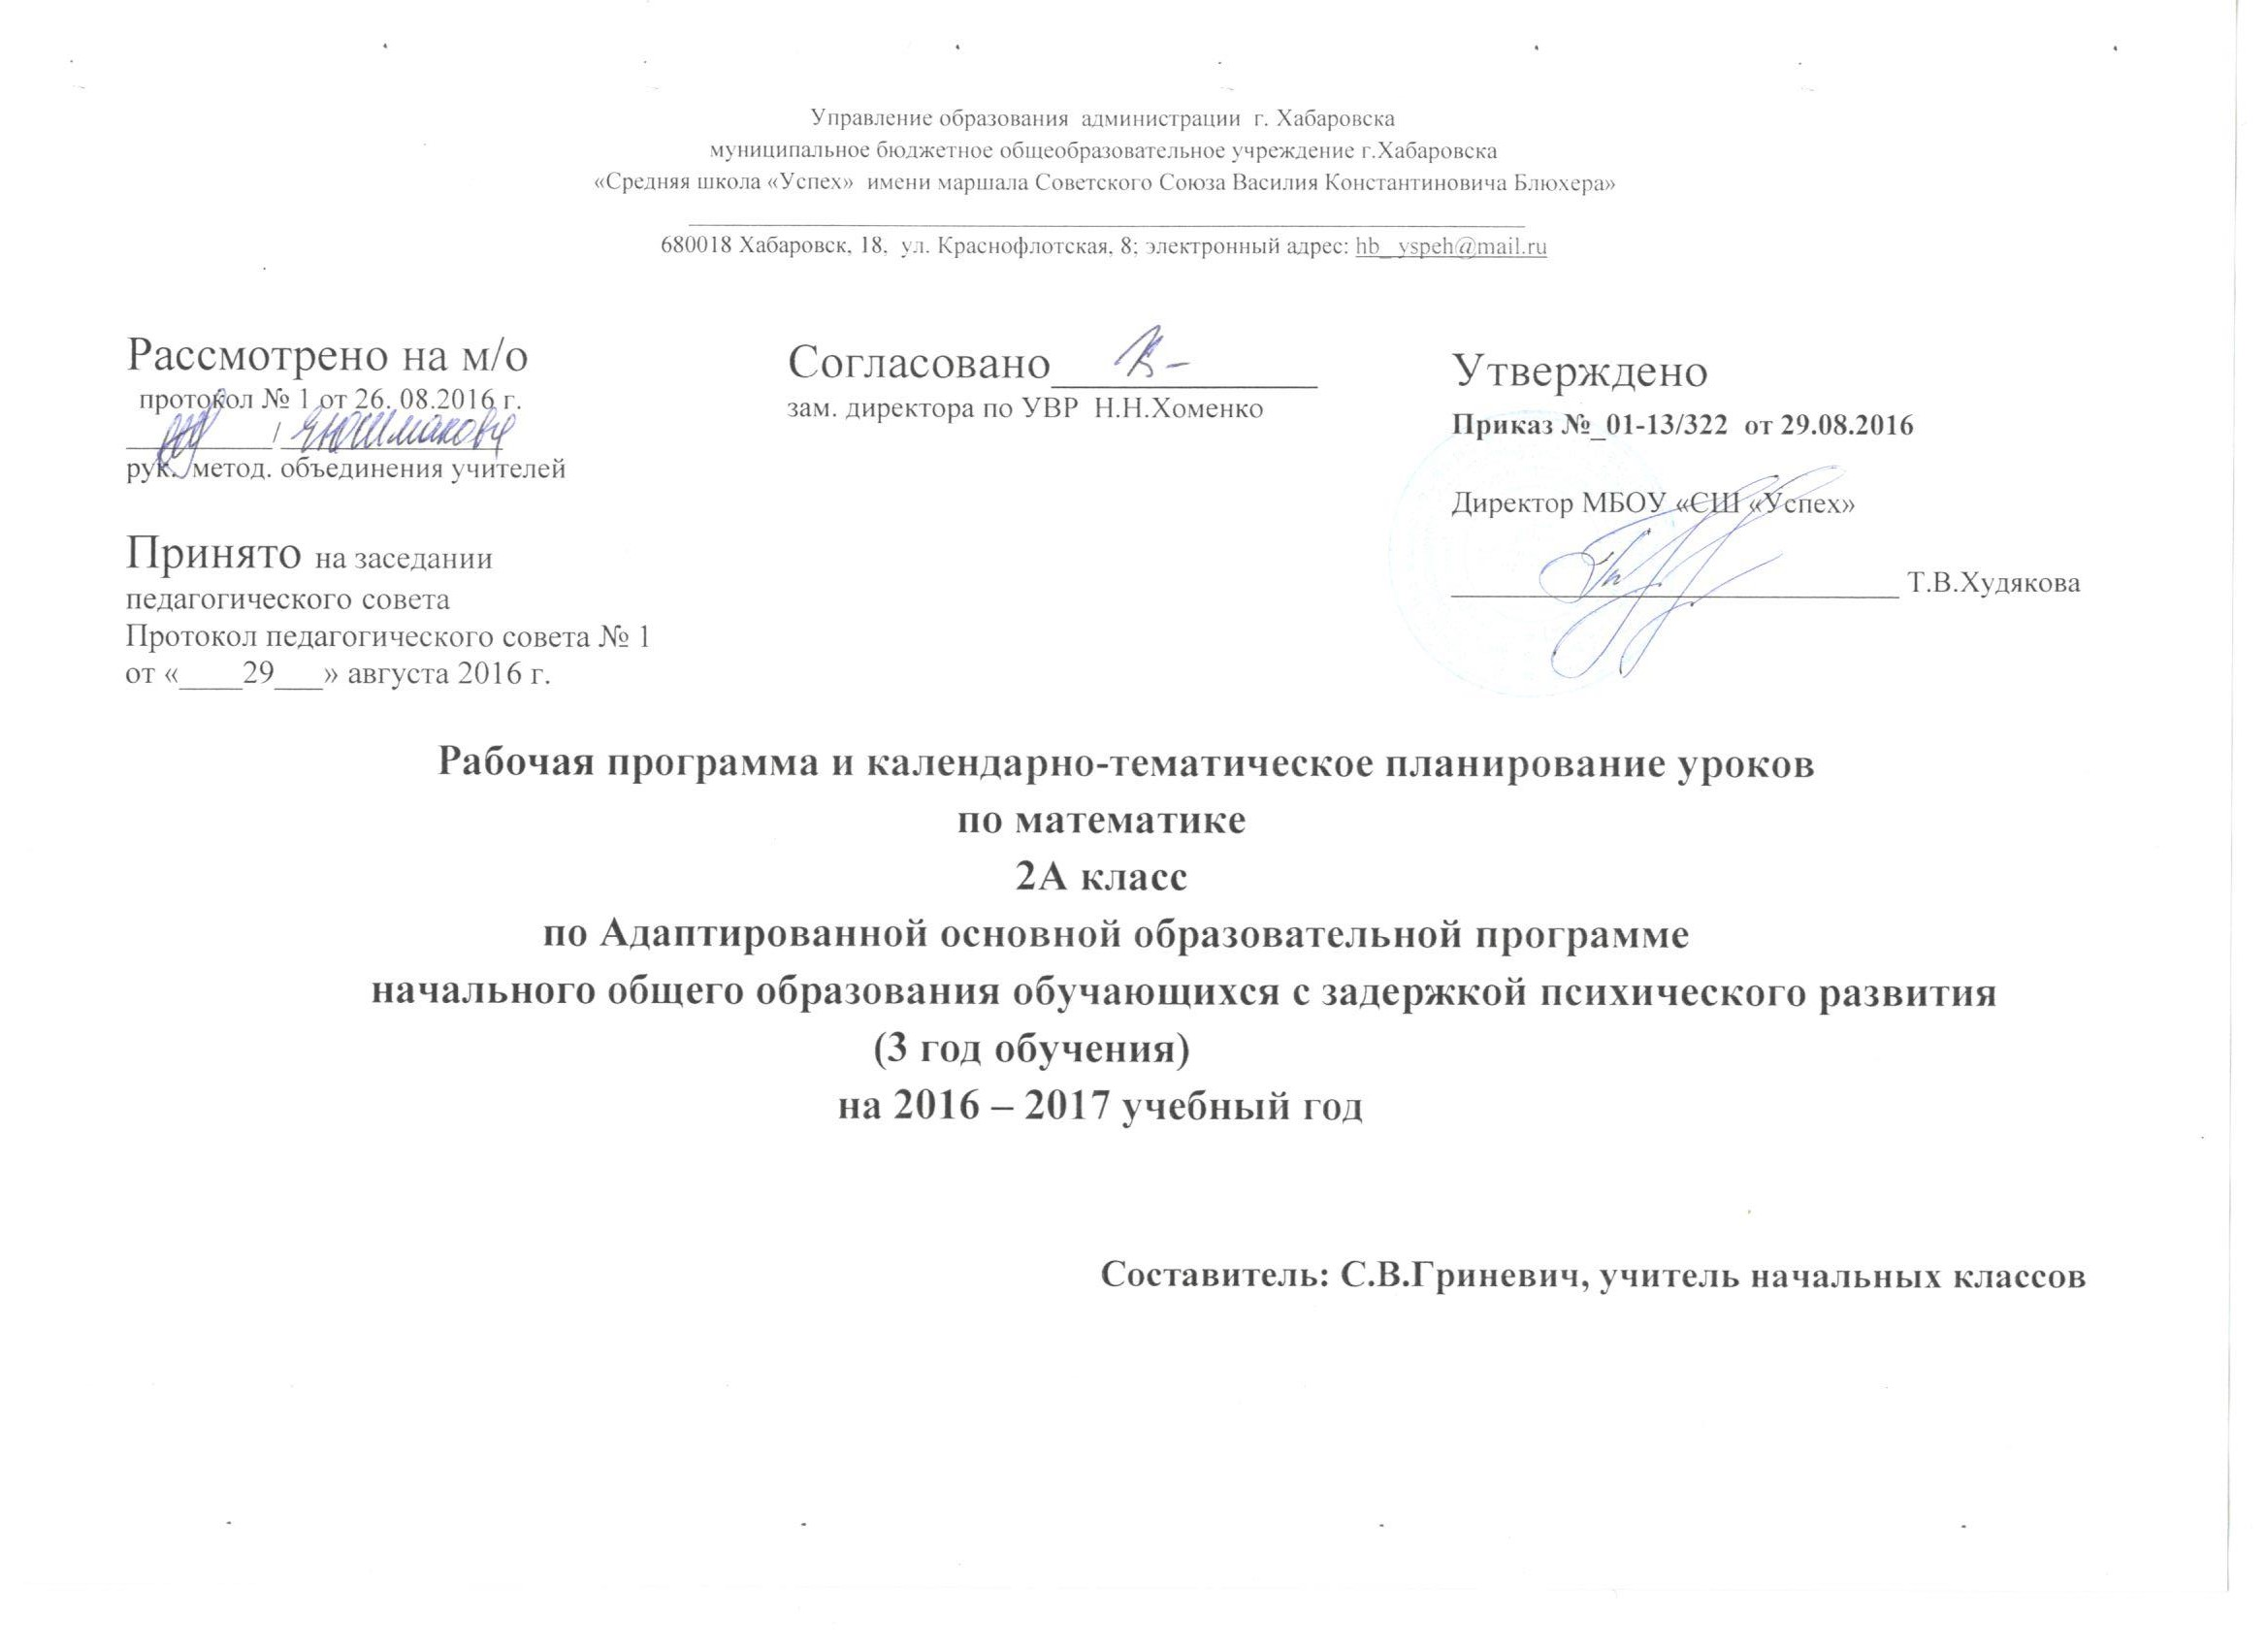 Управление образования администрации г. Хабаровска
муниципальное бюджетное общеобразовательное учреждение г.Хабаровска
«Средняя школа «Успех» имени маршала Советского Союза Василия Константиновича Блюхера»
680018 Хабаровск, 18, ул. Краснофлотская, 8; электронный адрес: hb_ yspeh@mail.ru
Рассмотрено на м/о
протокол № 1 от 26. 08.2016 г.
___________/
рук. метод. объединения учителей
Принято на заседании
педагогического совета
Протокол педагогического совета № 1
от «____29___» августа 2016 г.
Согласовано____________
зам. директора по УВР Н.Н.Хоменко
Утверждено
Приказ №_01-13/322 от 29.08.2016
Директор МБОУ «СШ «Успех»
______________________________ Т.В.Худякова
Рабочая программа и календарно-тематическое планирование уроков
по математике
2А класс
по Адаптированной основной образовательной программе
начального общего образования обучающихся с задержкой психического развития
(3 год обучения)
на 2016 – 2017 учебный год
Составитель: С.В.Гриневич, учитель начальных классов